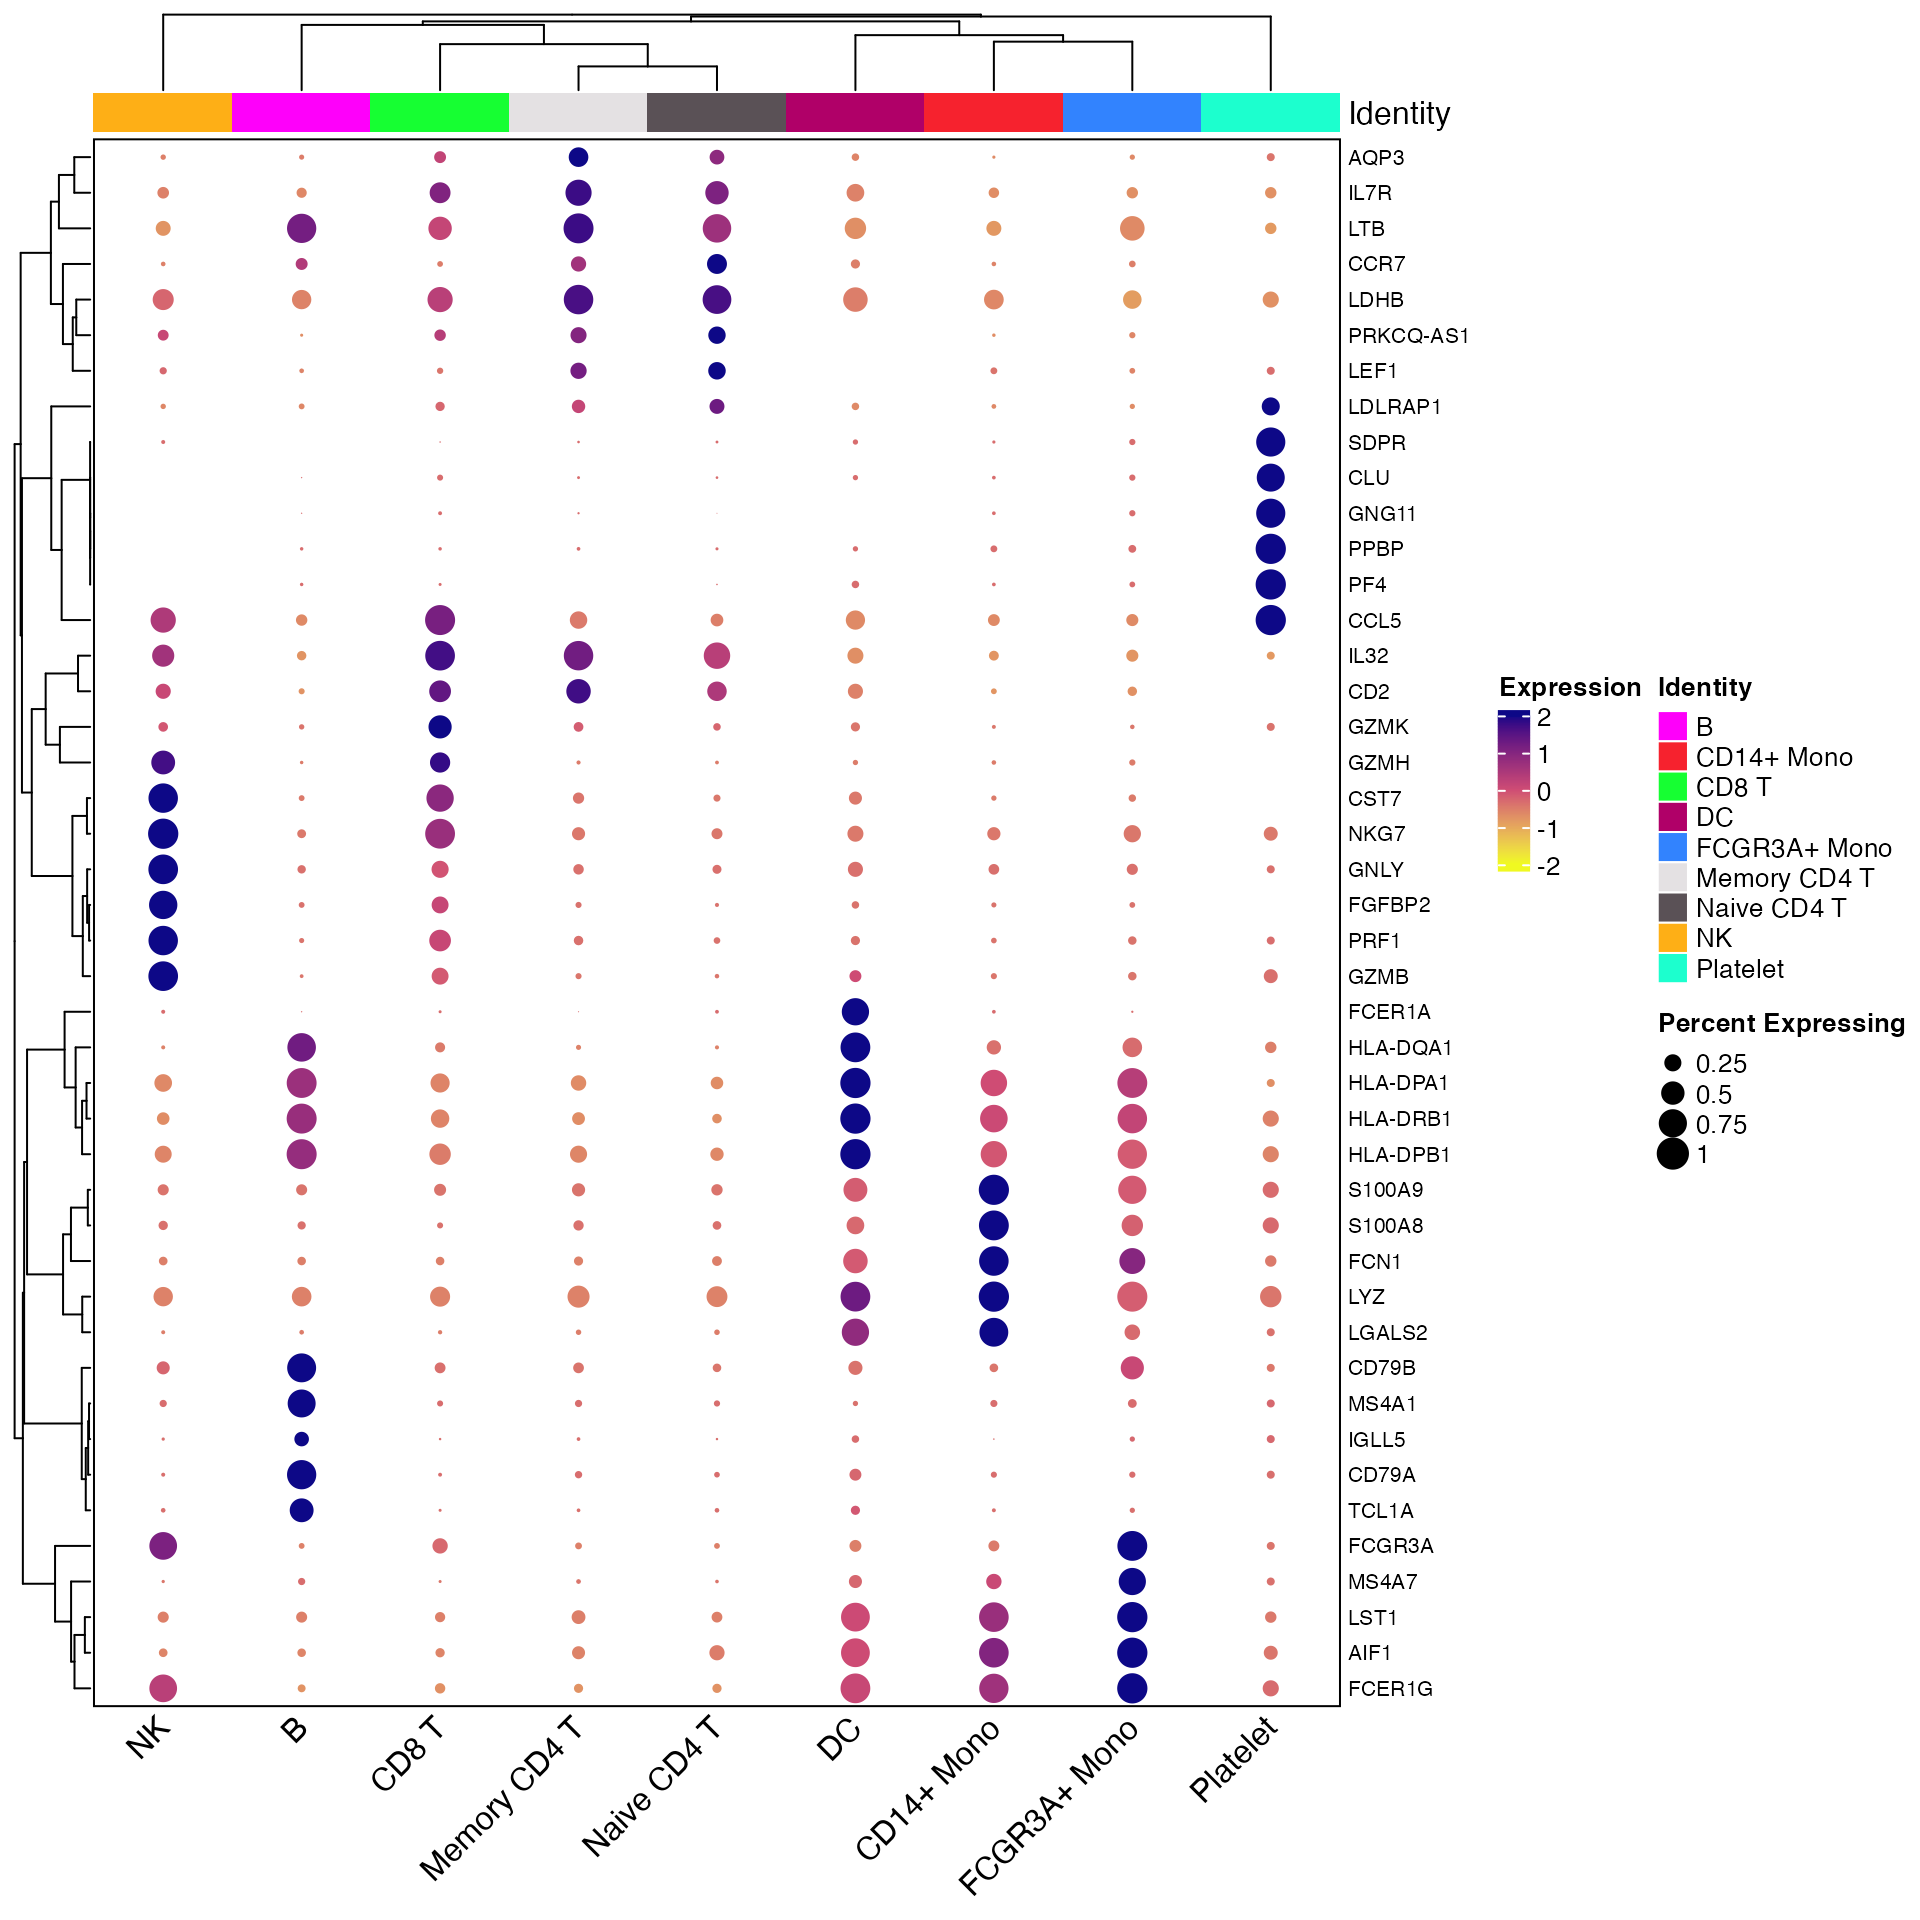 Identity
AQP3
IL7R
LTB
CCR7
LDHB
PRKCQ-AS1
LEF1
LDLRAP1
SDPR
CLU
GNG11
PPBP
PF4
CCL5
IL32
CD2
GZMK
GZMH
CST7
NKG7
GNLY
FGFBP2
PRF1
GZMB
FCER1A
HLA-DQA1
HLA-DPA1
HLA-DRB1
HLA-DPB1
S100A9
S100A8
FCN1
LYZ
LGALS2
CD79B
MS4A1
IGLL5
CD79A
TCL1A
FCGR3A
MS4A7
LST1
AIF1
FCER1G
NK
B
CD8 T
Memory CD4 T
Naive CD4 T
DC
CD14+ Mono
FCGR3A+ Mono
Platelet
Expression
2
1
0
-1
-2
Identity
B
CD14+ Mono
CD8 T
DC
FCGR3A+ Mono
Memory CD4 T
Naive CD4 T
NK
Platelet
Percent Expressing
0.25
0.5
0.75
1